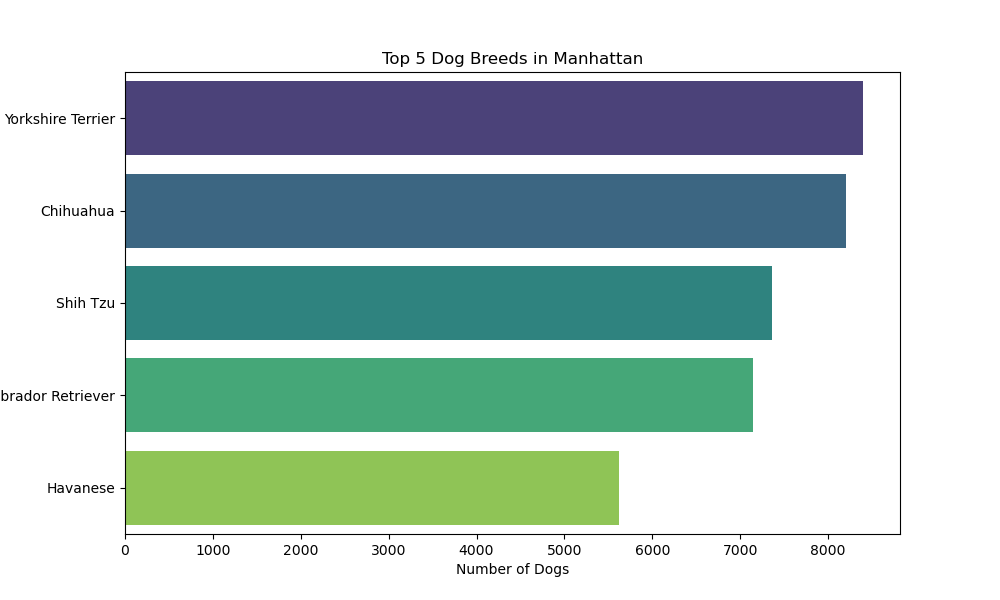 Top 5 Dog Breeds in Manhattan
Yorkshire Terrier
Chihuahua
Shih Tzu
brador Retriever
Havanese
0 1000 2000 3000 4000 5000 6000 7000 8000
Number of Dogs